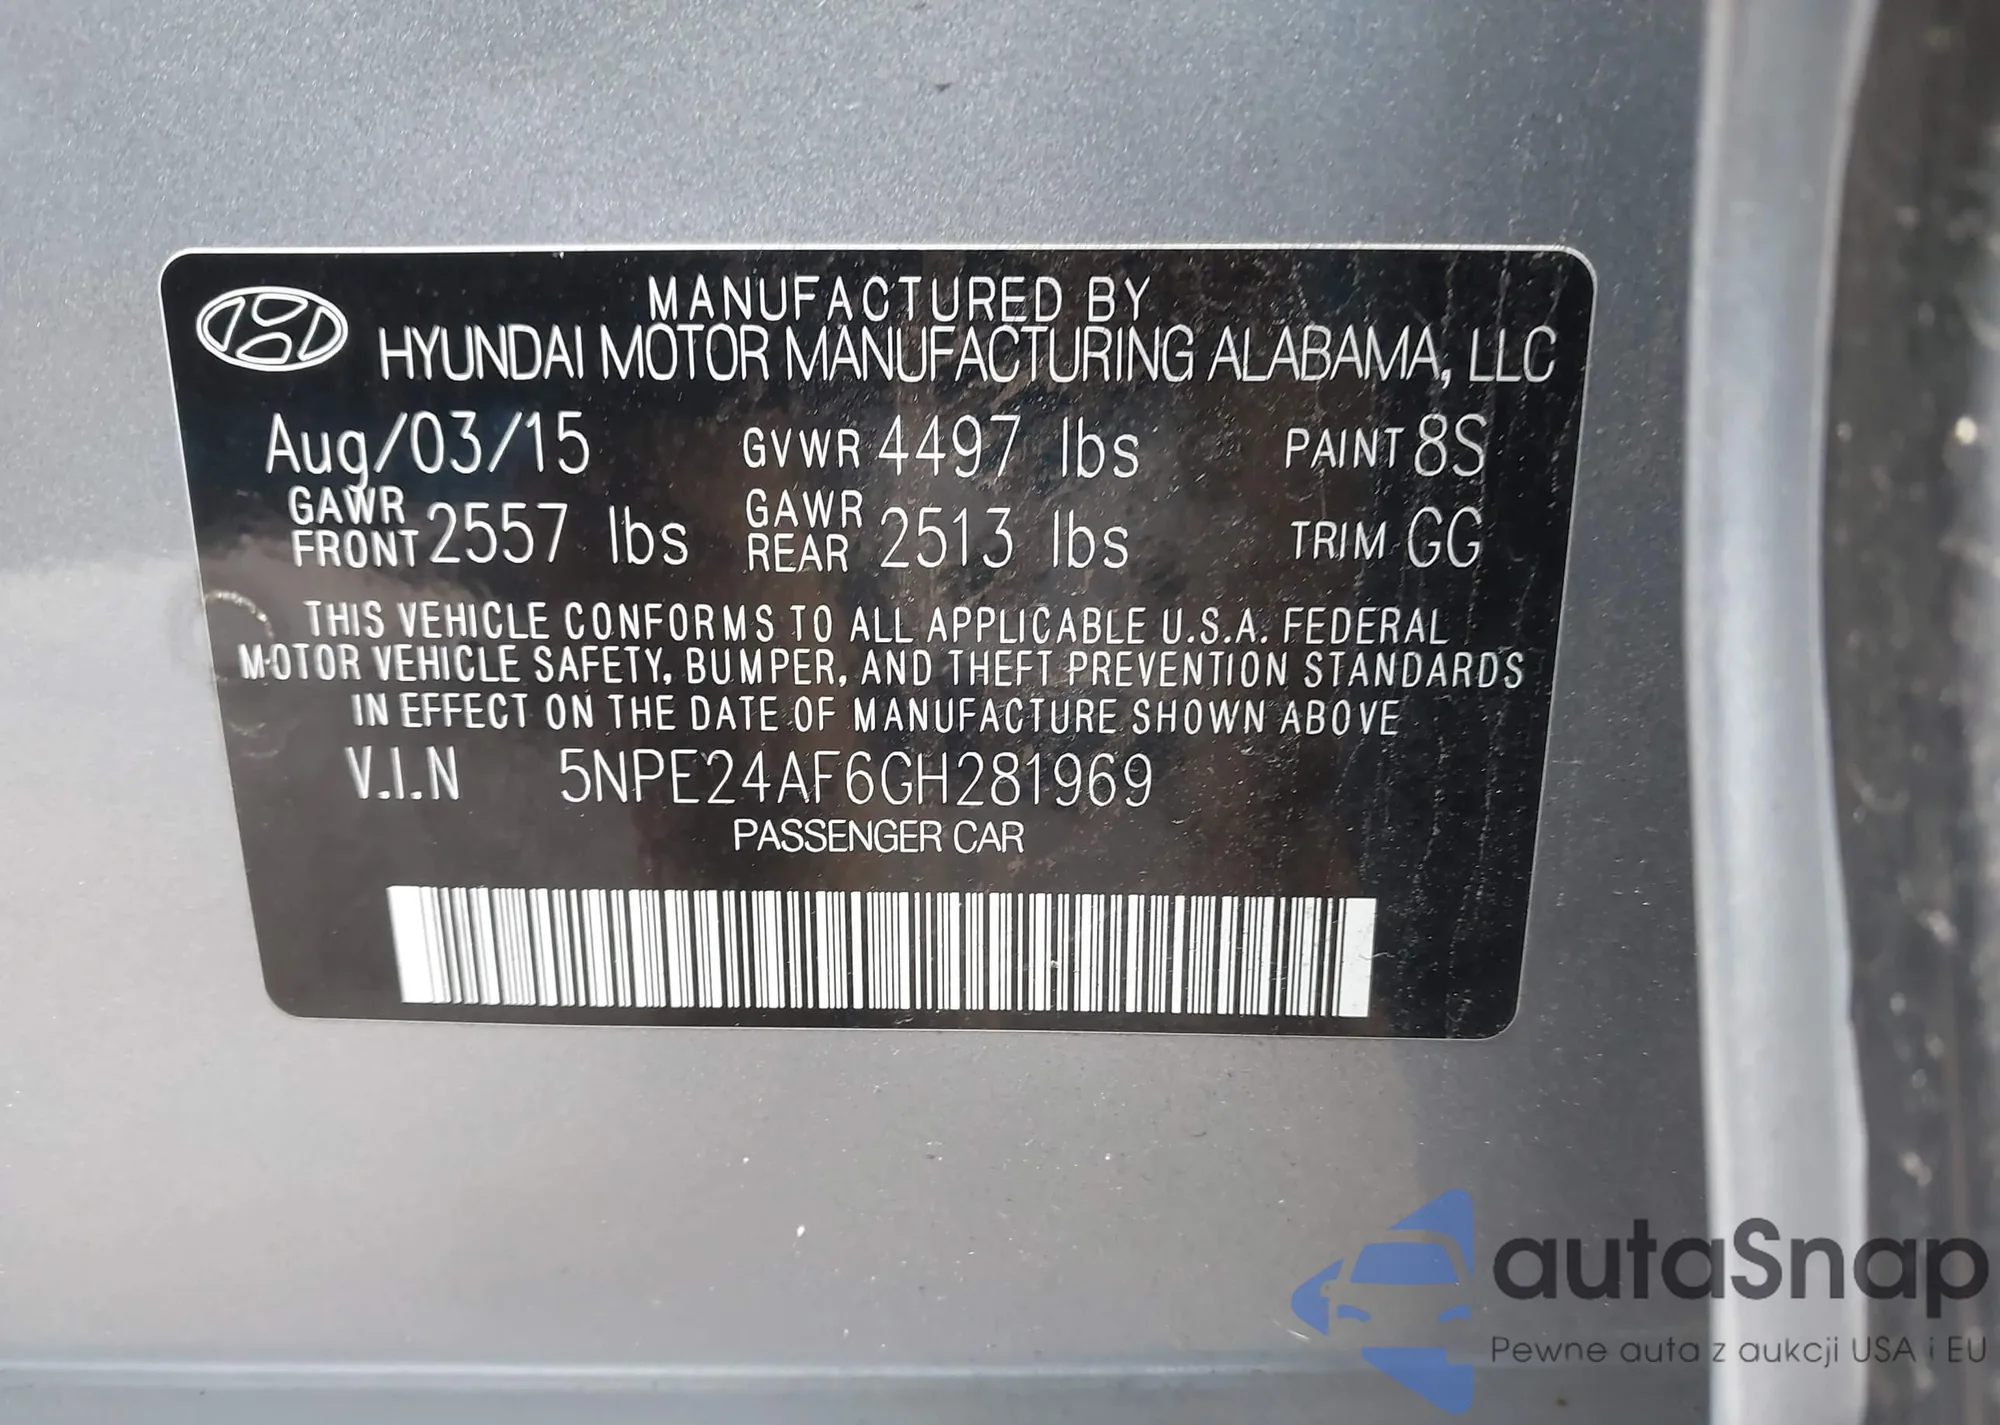 MANUFACTURED BY
HYUNDAI MOTOR MANUFACTURING ALABAMA, LLC
Aug/03/15 GVWR 4497 lbs PAINT 8S
GAWR FRONT 2557 lbs GAWR REAR 2513 lbs TRIM GG
THIS VEHICLE CONFORMS TO ALL APPLICABLE U.S.A. FEDERAL
MOTOR VEHICLE SAFETY, BUMPER, AND THEFT PREVENTION STANDARDS
IN EFFECT ON THE DATE OF MANUFACTURE SHOWN ABOVE
V.I.N 5NPE24AF6GH281969
PASSENGER CAR
autaSnap
Pewne auta z aukcji USA i EU